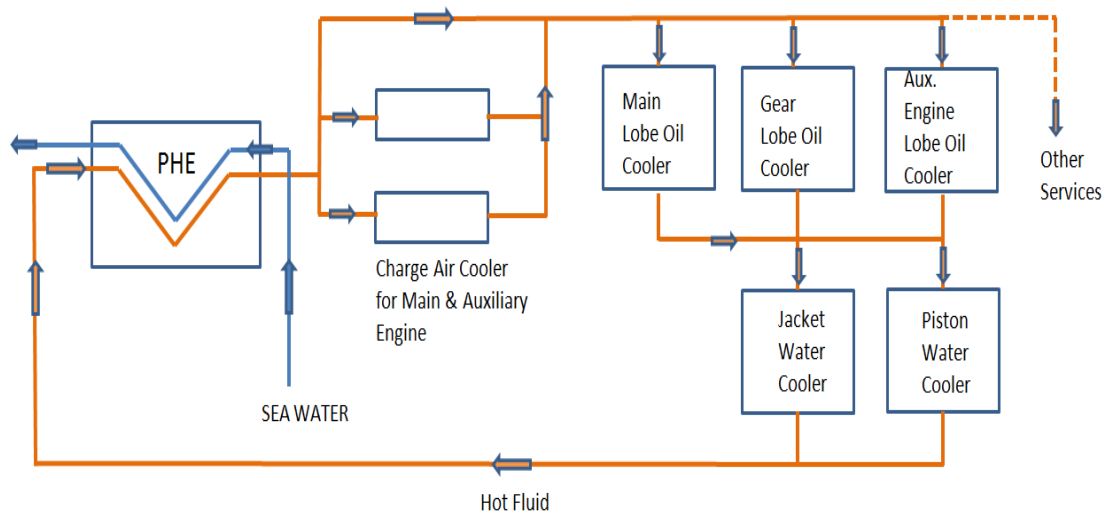 PHE
SEA WATER
Charge Air Cooler
for Main & Auxiliary
Engine
Main
Lobe Oil
Cooler
Gear
Lobe Oil
Cooler
Aux.
Engine
Lobe Oil
Cooler
Other
Services
Jacket
Water
Cooler
Piston
Water
Cooler
Hot Fluid